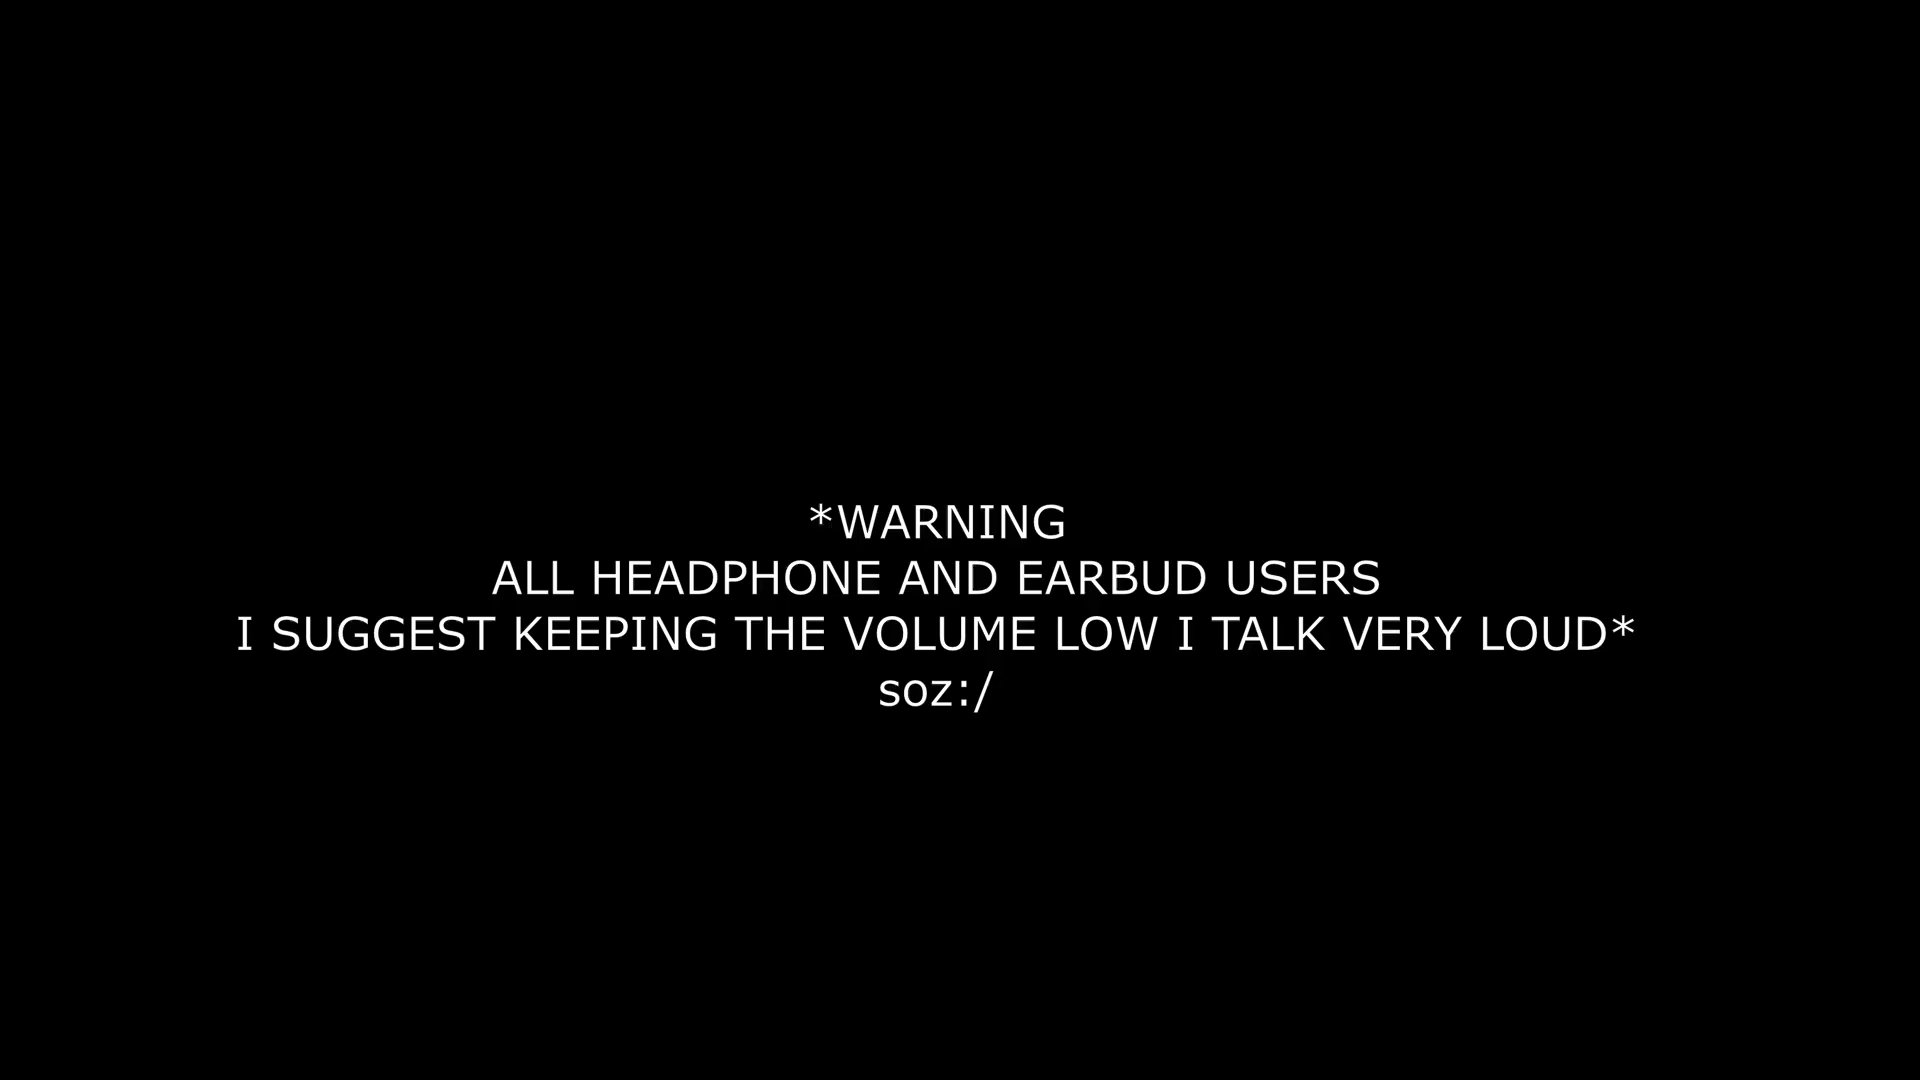 *WARNING
ALL HEADPHONE AND EARBUD USERS
I SUGGEST KEEPING THE VOLUME LOW I TALK VERY LOUD*
soz:/